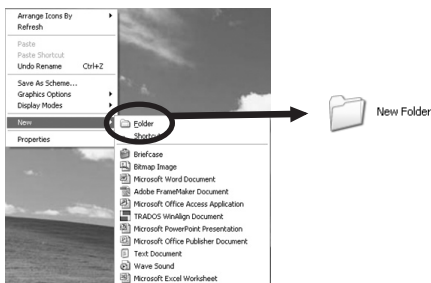 Arrange Icons By
Refresh
Paste
Paste Shortcut
Undo Rename Ctrl+Z
Save As Scheme...
Graphics Options
Display Modes
New
Properties
Folder
Shortcut
Briefcase
Bitmap Image
Microsoft Word Document
Adobe FrameMaker Document
Microsoft Office Access Application
TRADOS WinAlign Document
Microsoft PowerPoint Presentation
Microsoft Office Publisher Document
Text Document
Wave Sound
Microsoft Excel Worksheet
New Folder